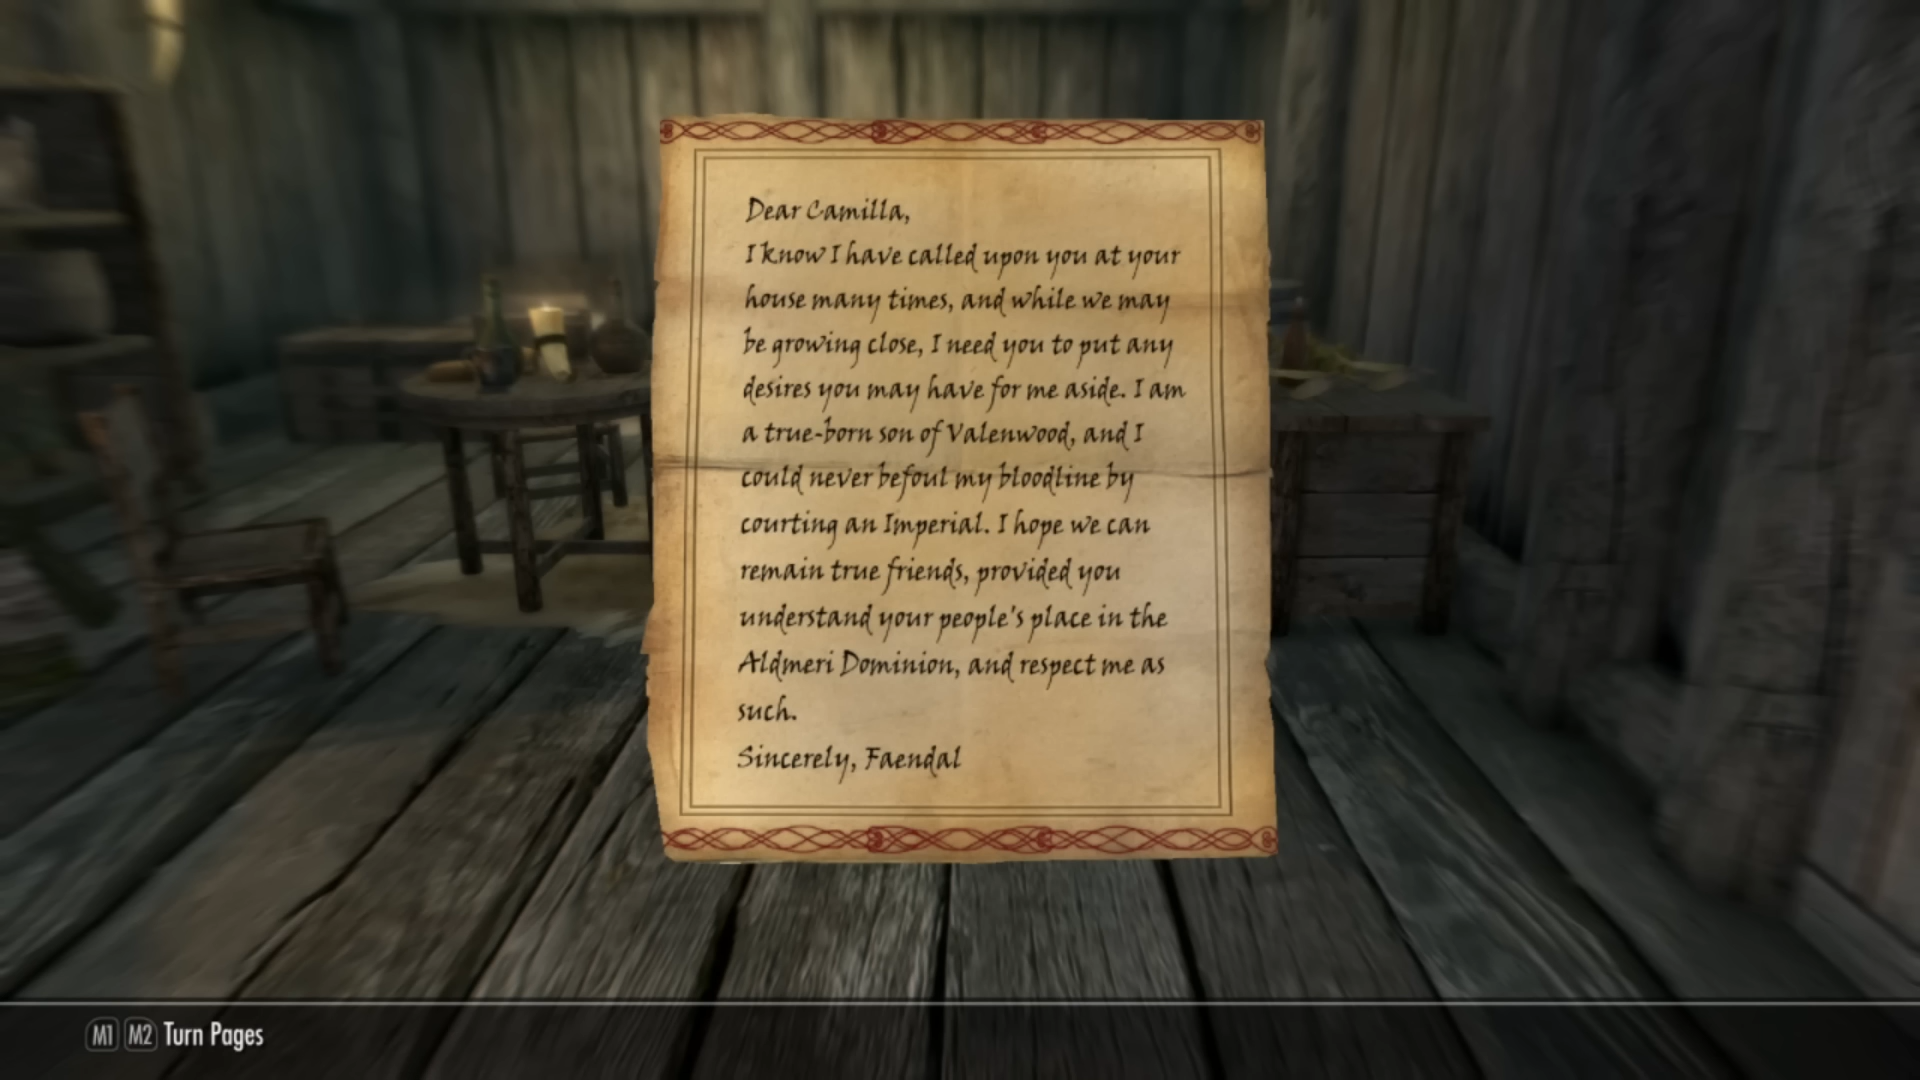 Dear Camilla,
I know I have called upon you at your
house many times, and while we may
be growing close, I need you to put any
desires you may have for me aside. I am
a true-born son of Valenwood, and I
could never befoul my bloodline by
courting an Imperial. I hope we can
remain true friends, provided you
understand your people's place in the
Aldmeri Dominion, and respect me as
such.
Sincerely, Faendal
M1 M2 Turn Pages